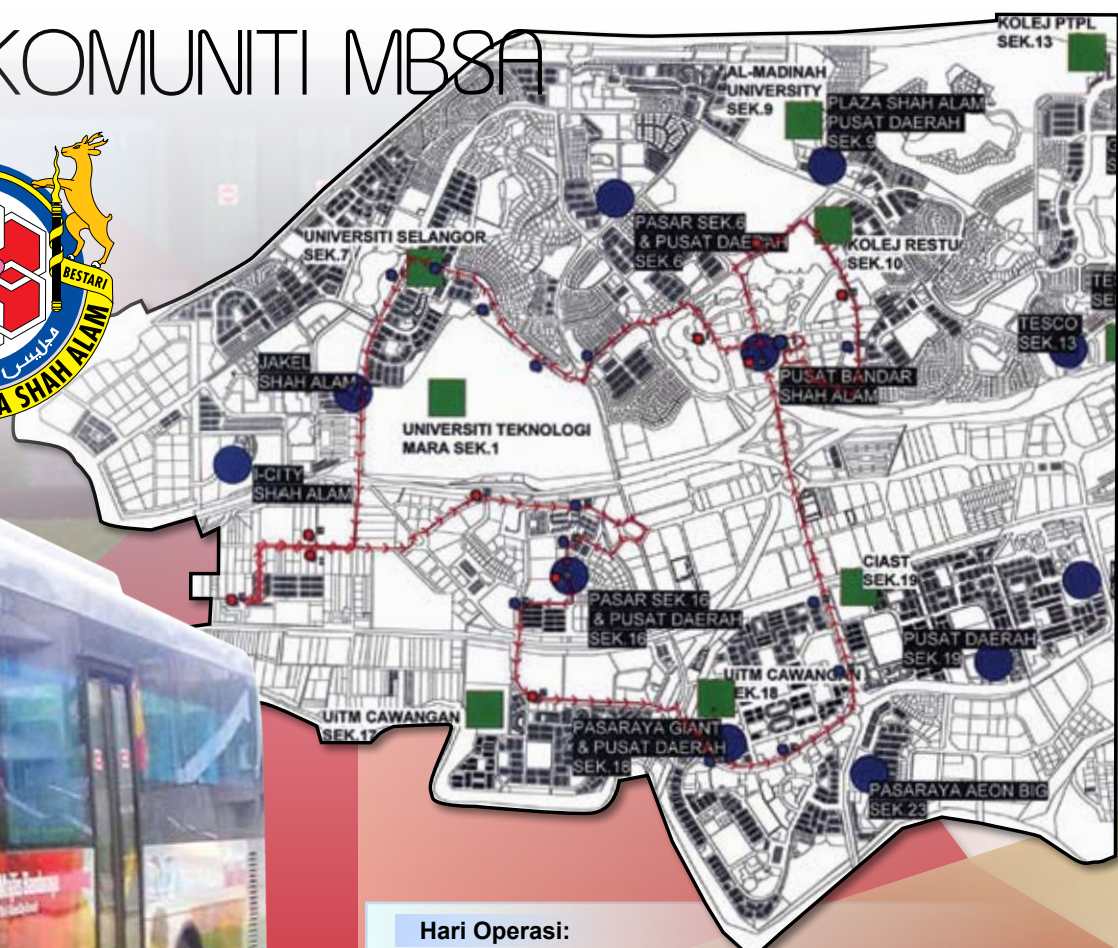 KOMUNITI MBSA
KOLEJ PTPL
SEK.13
AL-MADINAH
UNIVERSITY
SEK.9
PLAZA SHAH ALAM
PUSAT DAERAH
SEK.9
UNIVERSITI SELANGOR
SEK.7
PASAR SEK.6
& PUSAT DAERAH
SEK.6
KOLEJ RESTU
SEK.10
BESTARI
مجليس
SHAH ALAM
JAKEL
SHAH ALAM
TESCO
SEK.13
PUSAT BANDAR
SHAH ALAM
UNIVERSITI TEKNOLOGI
MARA SEK.1
I-CITY
SHAH ALAM
CIAST
SEK.19
PASAR SEK.16
& PUSAT DAERAH
SEK 16
PUSAT DAERAH
SEK.19
UiTM CAWANGAN
SEK.18
UiTM CAWANGAN
SEK.17
PASARAYA GIANT
& PUSAT DAERAH
SEK.18
PASARAYA AEON BIG
SEK.23
Hari Operasi: